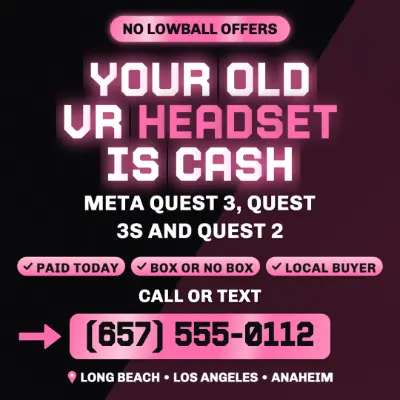 NO LOWBALL OFFERS
YOUR OLD
VR HEADSET
IS CASH
META QUEST 3, QUEST
3S AND QUEST 2
✓ PAID TODAY ✓ BOX OR NO BOX ✓ LOCAL BUYER
CALL OR TEXT
(657) 555-0112
LONG BEACH • LOS ANGELES • ANAHEIM